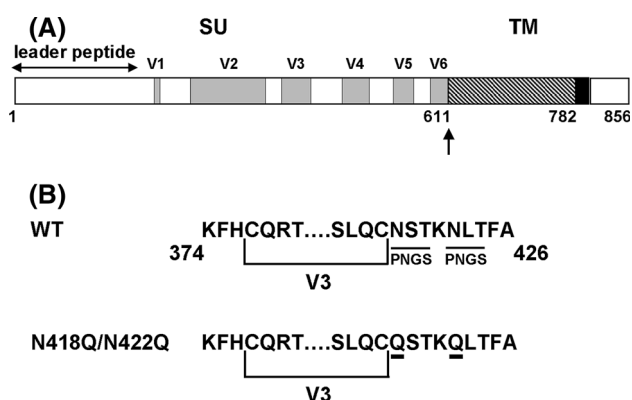 (A) SU TM
leader peptide V1 V2 V3 V4 V5 V6
1 611 782 856
(B)
WT KFHCQRT....SLQCNSTKNLTFA
374 PNGS PNGS 426
V3
N418Q/N422Q KFHCQRT....SLQCQSTKQLTFA
V3